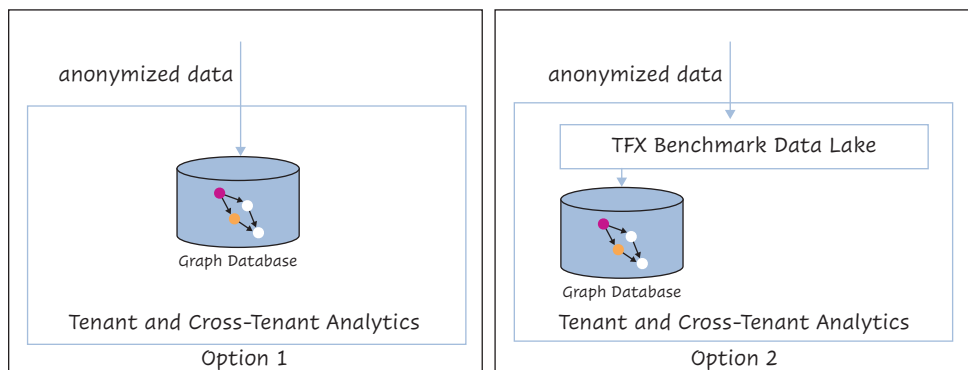 anonymized data
Graph Database
Tenant and Cross-Tenant Analytics
Option 1
anonymized data
TFX Benchmark Data Lake
Graph Database
Tenant and Cross-Tenant Analytics
Option 2